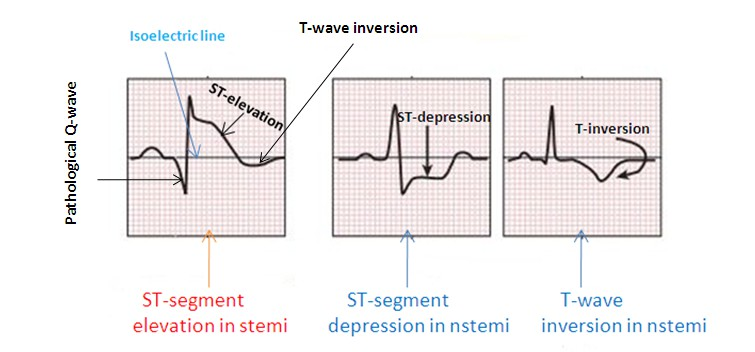 Isoelectric line
T-wave inversion
Pathological Q-wave
ST-elevation
ST-depression
T-inversion
ST-segment
elevation in stemi
ST-segment
depression in nstemi
T-wave
inversion in nstemi